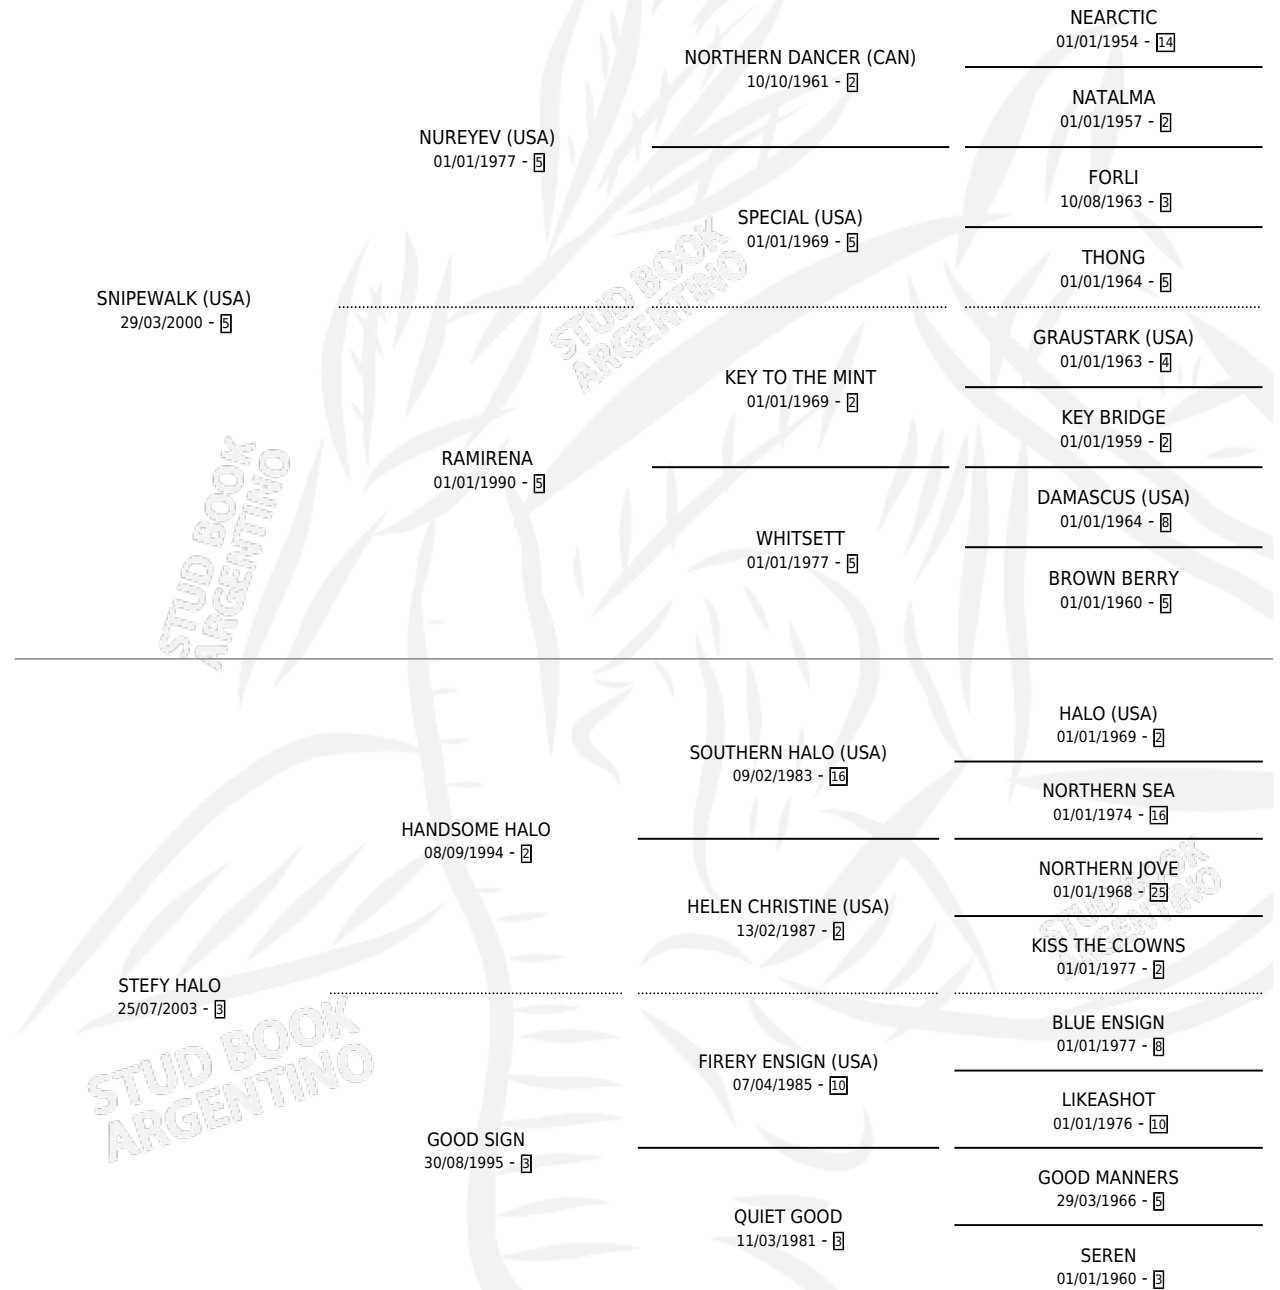 NEARCTIC
01/01/1954 - 14
NORTHERN DANCER (CAN)
10/10/1961 - 2
NATALMA
01/01/1957 - 2
NUREYEV (USA)
01/01/1977 - 5
FORLI
10/08/1963 - 3
SPECIAL (USA)
01/01/1969 - 5
THONG
01/01/1964 - 5
SNIPEWALK (USA)
29/03/2000 - 5
STUD BOOK
ARGENTINO
GRAUSTARK (USA)
01/01/1963 - 4
KEY TO THE MINT
01/01/1969 - 2
KEY BRIDGE
01/01/1959 - 2
RAMIRENA
01/01/1990 - 5
DAMASCUS (USA)
01/01/1964 - 8
WHITSETT
01/01/1977 - 5
BROWN BERRY
01/01/1960 - 5
STUD BOOK
ARGENTINO
HALO (USA)
01/01/1969 - 2
SOUTHERN HALO (USA)
09/02/1983 - 16
NORTHERN SEA
01/01/1974 - 16
HANDSOME HALO
08/09/1994 - 2
NORTHERN JOVE
01/01/1968 - 25
HELEN CHRISTINE (USA)
13/02/1987 - 2
STUD BOOK
ARGENTINO
KISS THE CLOWNS
01/01/1977 - 2
STEFY HALO
25/07/2003 - 3
STUD BOOK
ARGENTINO
BLUE ENSIGN
01/01/1977 - 8
FIRERY ENSIGN (USA)
07/04/1985 - 10
LIKEASHOT
01/01/1976 - 10
GOOD SIGN
30/08/1995 - 3
GOOD MANNERS
29/03/1966 - 5
QUIET GOOD
11/03/1981 - 3
SEREN
01/01/1960 - 3